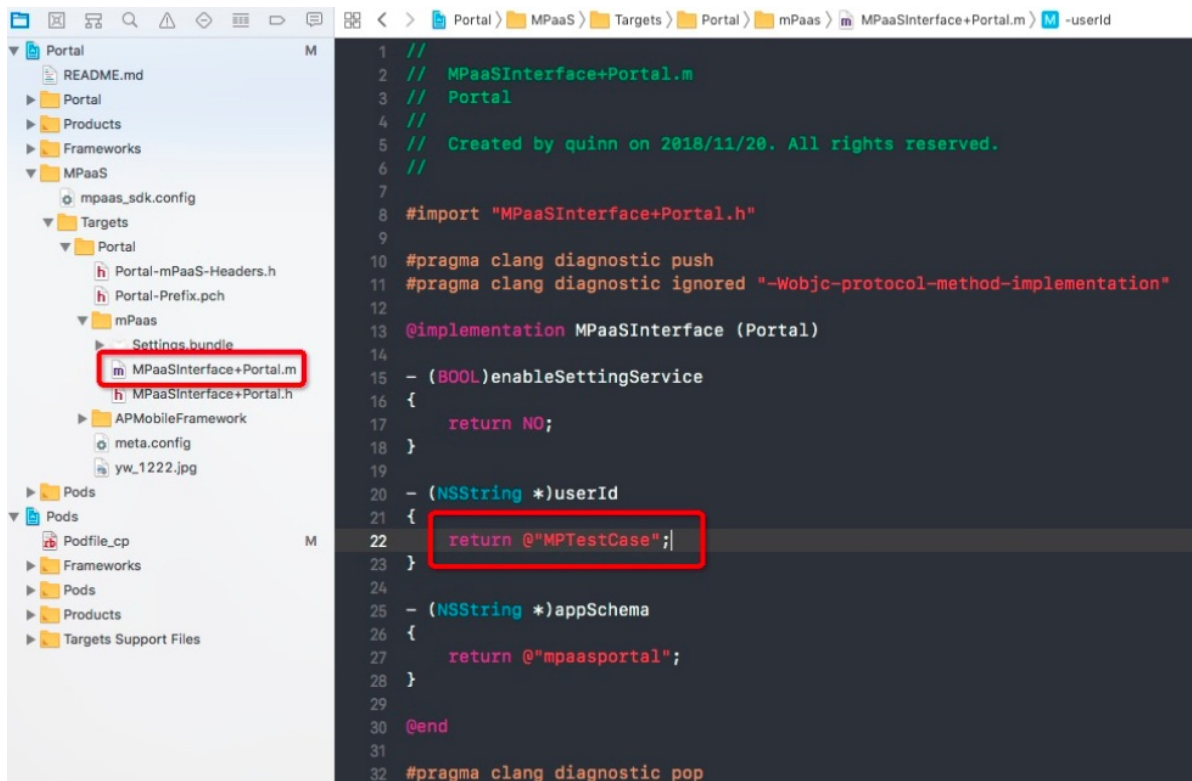 Portal 〉 MPaaS 〉 Targets 〉 Portal 〉 mPaas 〉 m MPaaSInterface+Portal.m 〉 M -userId
Portal M
README.md
Portal
Products
Frameworks
MPaaS
mpaas_sdk.config
Targets
Portal
h Portal-mPaaS-Headers.h
h Portal-Prefix.pch
mPaas
Settings.bundle
m MPaaSInterface+Portal.m
h MPaaSInterface+Portal.h
APMobileFramework
meta.config
yw_1222.jpg
Pods
Pods
rb Podfile_cp M
Frameworks
Pods
Products
Targets Support Files
1 //
2 //  MPaaSInterface+Portal.m
3 //  Portal
4 //
5 //  Created by quinn on 2018/11/20. All rights reserved.
6 //
7
8 #import "MPaaSInterface+Portal.h"
9
10 #pragma clang diagnostic push
11 #pragma clang diagnostic ignored "-Wobjc-protocol-method-implementation"
12
13 @implementation MPaaSInterface (Portal)
14
15 - (BOOL)enableSettingService
16 {
17     return NO;
18 }
19
20 - (NSString *)userId
21 {
22     return @"MPTestCase";
23 }
24
25 - (NSString *)appSchema
26 {
27     return @"mpaasportal";
28 }
29
30 @end
31
32 #pragma clang diagnostic pop